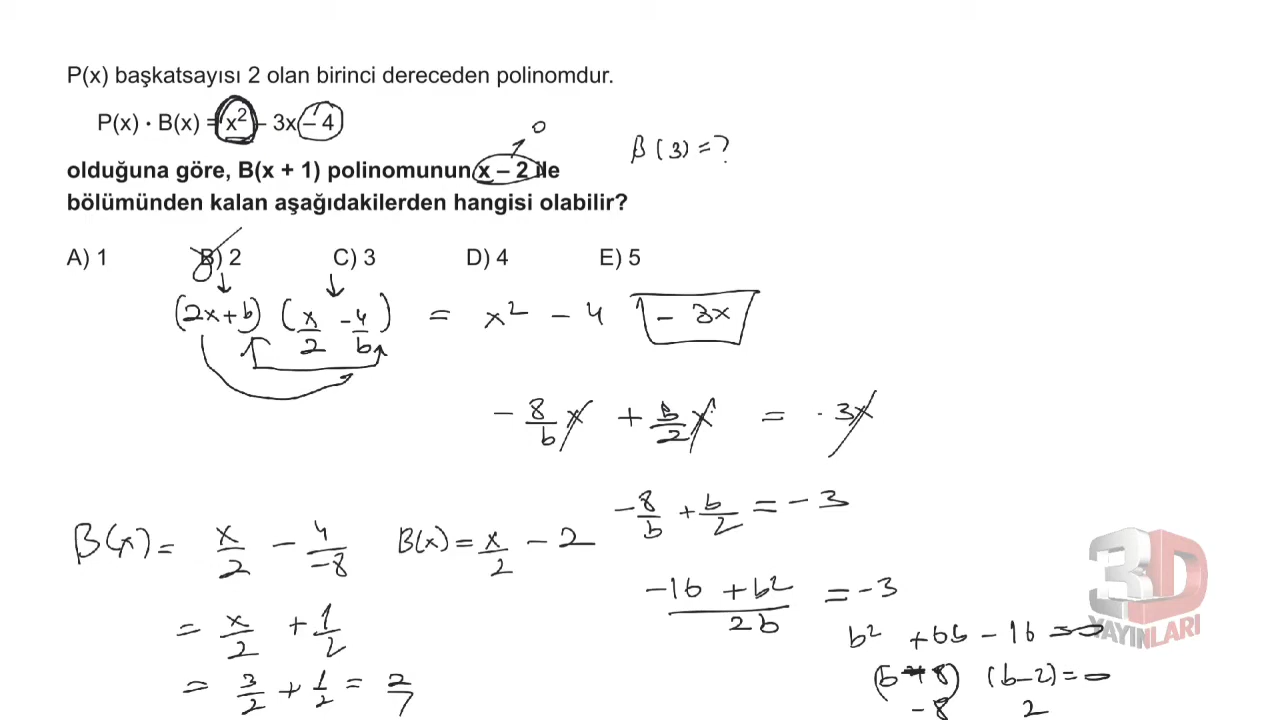 P(x) başkatsayısı 2 olan birinci dereceden polinomdur.
P(x) · B(x) = x² – 3x – 4
0
olduğuna göre, B(x + 1) polinomunun x – 2 ile
β(3) = ?
bölümünden kalan aşağıdakilerden hangisi olabilir?
A) 1 B) 2 C) 3 D) 4 E) 5
(2x+b) (x/2 - 4/b) = x² - 4 - 3x
- 8/b x + b/2 x = - 3x
-8/b + b/2 = - 3
β(x) = x/2 - 4/-8
B(x) = x/2 - 2
-16 + b² / 2b = -3
= x/2 + 1/2
b² + 6b - 16 = 0
= 3/2 + 1/2 = 2
(b+8) (b-2) = 0
-8 2
3D
YAYINLARI